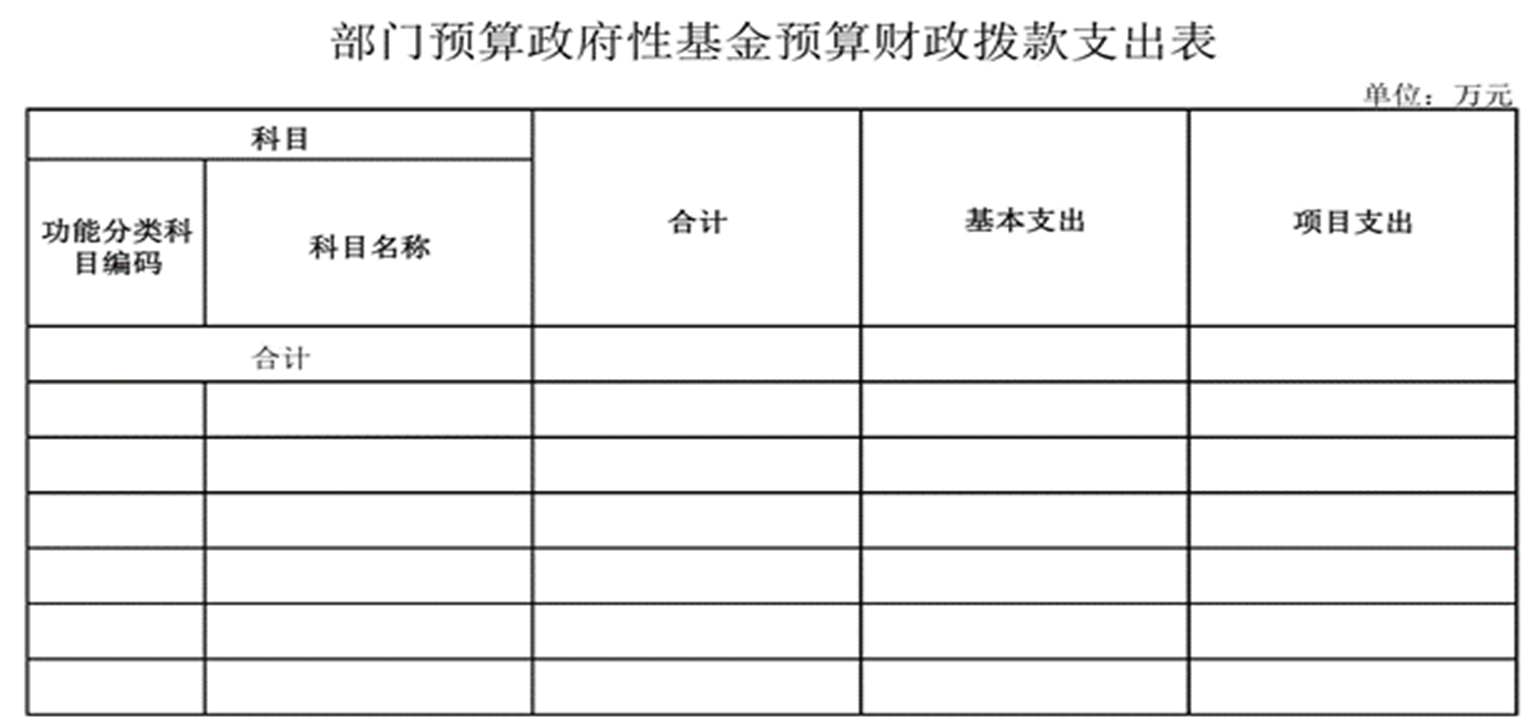 部门预算政府性基金预算财政拨款支出表
单位：万元
科目
功能分类科
目编码
科目名称
合计
基本支出
项目支出
合计